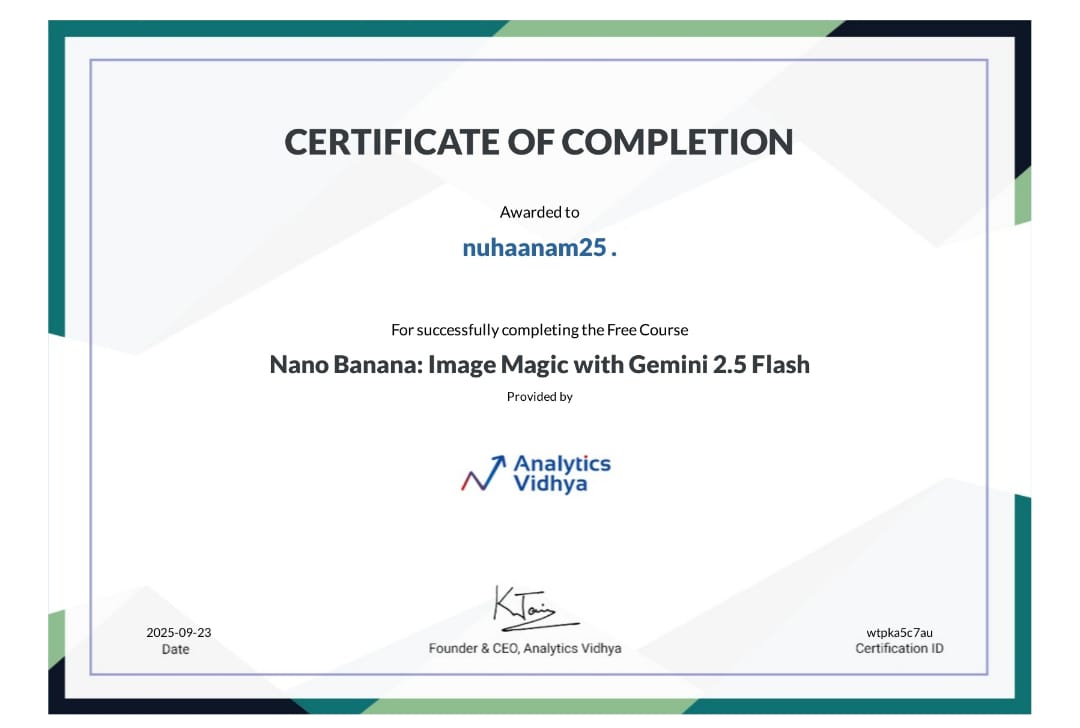 CERTIFICATE OF COMPLETION
Awarded to
nuhaanam25 .
For successfully completing the Free Course
Nano Banana: Image Magic with Gemini 2.5 Flash
Provided by
Analytics
Vidhya
KJain
2025-09-23
Date
Founder & CEO, Analytics Vidhya
wtpka5c7au
Certification ID